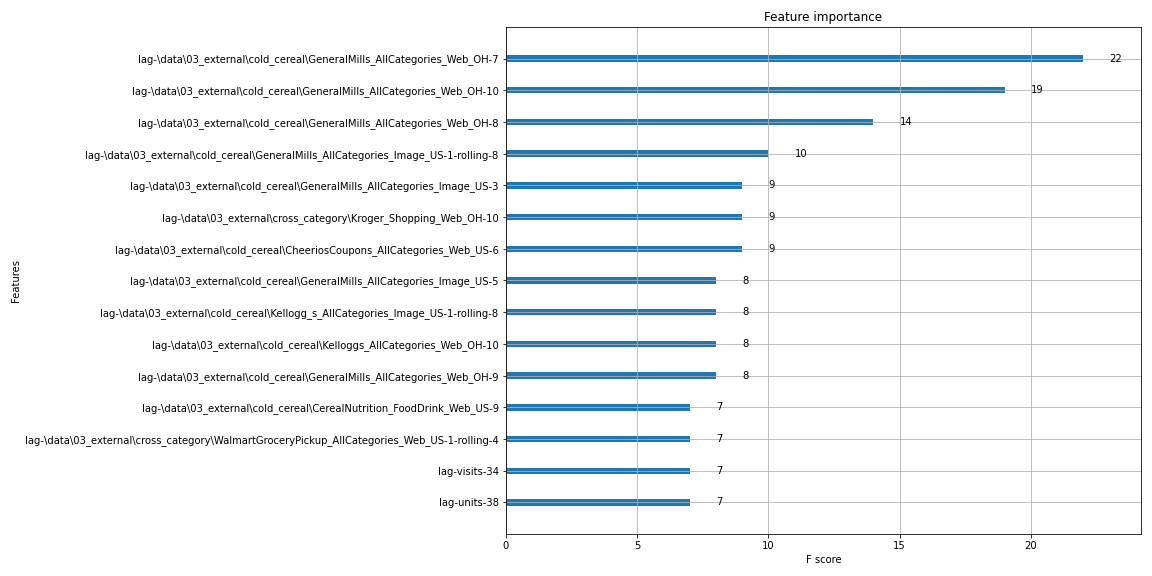 Feature importance
Features
lag-\data\03_external\cold_cereal\GeneralMills_AllCategories_Web_OH-7 22
lag-\data\03_external\cold_cereal\GeneralMills_AllCategories_Web_OH-10 19
lag-\data\03_external\cold_cereal\GeneralMills_AllCategories_Web_OH-8 14
lag-\data\03_external\cold_cereal\GeneralMills_AllCategories_Image_US-1-rolling-8 10
lag-\data\03_external\cold_cereal\GeneralMills_AllCategories_Image_US-3 9
lag-\data\03_external\cross_category\Kroger_Shopping_Web_OH-10 9
lag-\data\03_external\cold_cereal\CheeriosCoupons_AllCategories_Web_US-6 9
lag-\data\03_external\cold_cereal\GeneralMills_AllCategories_Image_US-5 8
lag-\data\03_external\cold_cereal\Kellogg_s_AllCategories_Image_US-1-rolling-8 8
lag-\data\03_external\cold_cereal\Kelloggs_AllCategories_Web_OH-10 8
lag-\data\03_external\cold_cereal\GeneralMills_AllCategories_Web_OH-9 8
lag-\data\03_external\cold_cereal\CerealNutrition_FoodDrink_Web_US-9 7
lag-\data\03_external\cross_category\WalmartGroceryPickup_AllCategories_Web_US-1-rolling-4 7
lag-visits-34 7
lag-units-38 7
0 5 10 15 20
F score